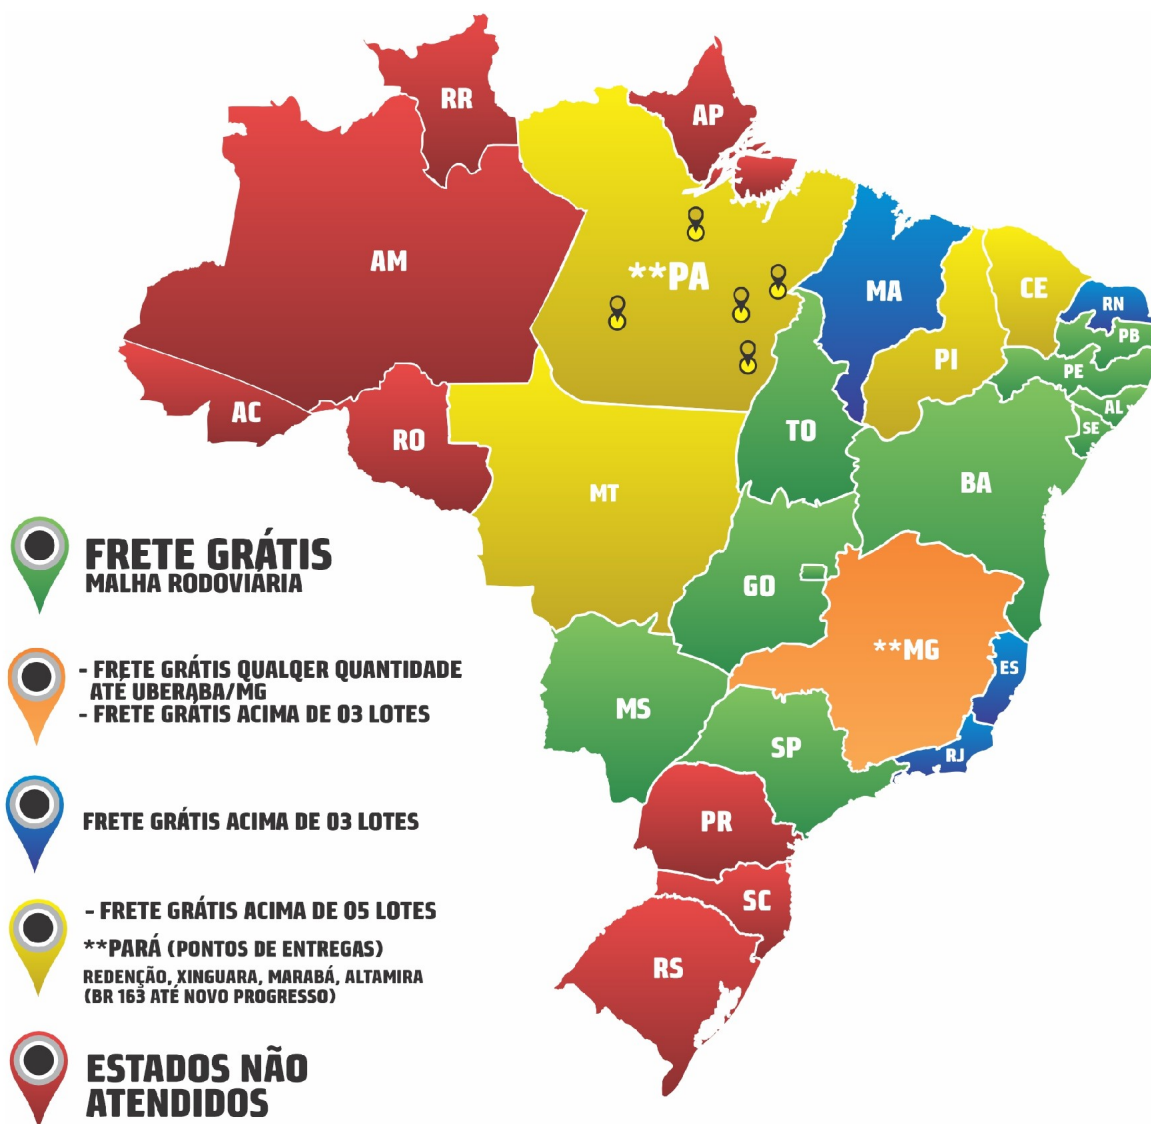 RR
AP
AM
**PA
MA
CE
RN
PB
PI
PE
AC
AL
RO
TO
SE
BA
MT
FRETE GRÁTIS
MALHA RODOVIÁRIA
GO
- FRETE GRÁTIS QUALQER QUANTIDADE
ATÉ UBERABA/MG
- FRETE GRÁTIS ACIMA DE 03 LOTES
**MG
ES
MS
SP
RJ
FRETE GRÁTIS ACIMA DE 03 LOTES
PR
SC
- FRETE GRÁTIS ACIMA DE 05 LOTES
**PARÁ (PONTOS DE ENTREGAS)
REDENÇÃO, XINGUARA, MARABÁ, ALTAMIRA
(BR 163 ATÉ NOVO PROGRESSO)
RS
ESTADOS NÃO
ATENDIDOS